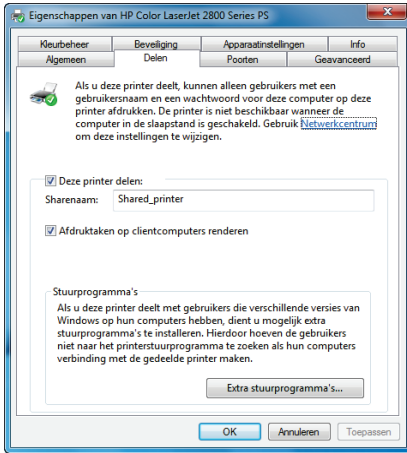 Eigenschappen van HP Color LaserJet 2800 Series PS
Kleurbeheer Beveiliging Apparaatinstellingen Info
Algemeen Delen Poorten Geavanceerd
Als u deze printer deelt, kunnen alleen gebruikers met een
gebruikersnaam en een wachtwoord voor deze computer op deze
printer afdrukken. De printer is niet beschikbaar wanneer de
computer in de slaapstand is geschakeld. Gebruik Netwerkcentrum
om deze instellingen te wijzigen.
Deze printer delen:
Sharenaam: Shared_printer
Afdruktaken op clientcomputers renderen
Stuurprogramma's
Als u deze printer deelt met gebruikers die verschillende versies van
Windows op hun computers hebben, dient u mogelijk extra
stuurprogramma's te installeren. Hierdoor hoeven de gebruikers
niet naar het printerstuurprogramma te zoeken als hun computers
verbinding met de gedeelde printer maken.
Extra stuurprogramma's...
OK Annuleren Toepassen